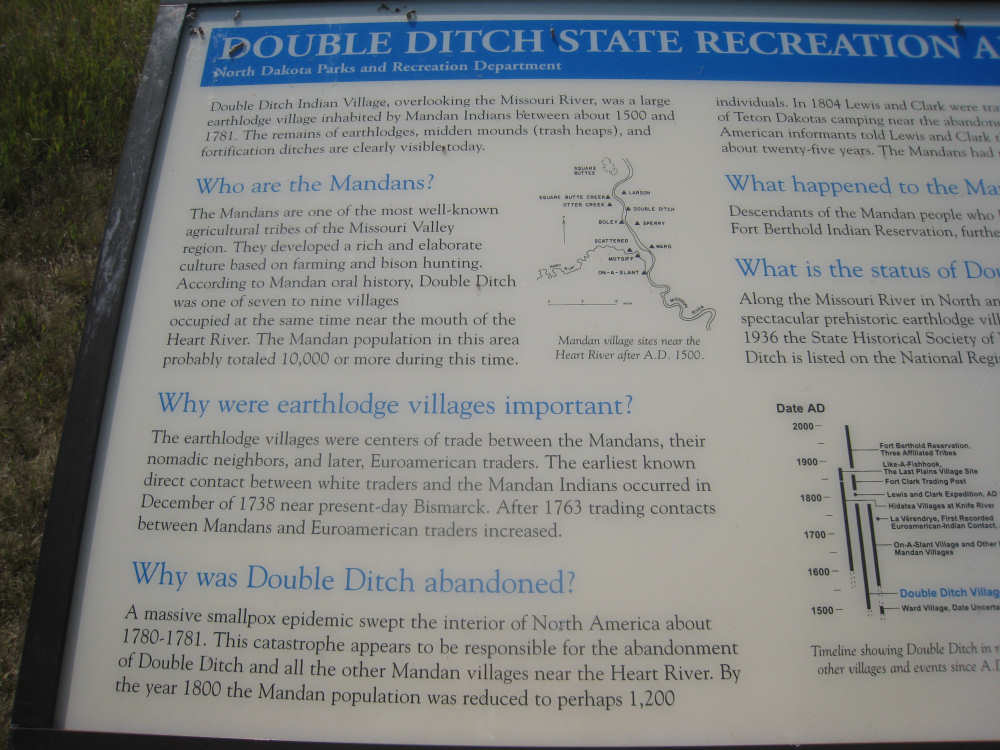 DOUBLE DITCH STATE RECREATION A
North Dakota Parks and Recreation Department
Double Ditch Indian Village, overlooking the Missouri River, was a large
earthlodge village inhabited by Mandan Indians between about 1500 and
1781. The remains of earthlodges, midden mounds (trash heaps), and
fortification ditches are clearly visible today.
Who are the Mandans?
The Mandans are one of the most well-known
agricultural tribes of the Missouri Valley
region. They developed a rich and elaborate
culture based on farming and bison hunting.
According to Mandan oral history, Double Ditch
was one of seven to nine villages
occupied at the same time near the mouth of the
Heart River. The Mandan population in this area
probably totaled 10,000 or more during this time.
SQUARE
BUTTES
SQUARE BUTTE CREEK
LARSON
OTTER CREEK
DOUBLE DITCH
BOLEY
SPERRY
SCATTERED
WARD
MOTSIFF
ON-A-SLANT
Mandan village sites near the
Heart River after A.D. 1500.
Why were earthlodge villages important?
The earthlodge villages were centers of trade between the Mandans, their
nomadic neighbors, and later, Euroamerican traders. The earliest known
direct contact between white traders and the Mandan Indians occurred in
December of 1738 near present-day Bismarck. After 1763 trading contacts
between Mandans and Euroamerican traders increased.
Why was Double Ditch abandoned?
A massive smallpox epidemic swept the interior of North America about
1780-1781. This catastrophe appears to be responsible for the abandonment
of Double Ditch and all the other Mandan villages near the Heart River. By
the year 1800 the Mandan population was reduced to perhaps 1,200
individuals. In 1804 Lewis and Clark were tra
of Teton Dakotas camping near the abandone
American informants told Lewis and Clark t
about twenty-five years. The Mandans had
What happened to the Ma
Descendants of the Mandan people who
Fort Berthold Indian Reservation, furthe
What is the status of Dou
Along the Missouri River in North an
spectacular prehistoric earthlodge vill
1936 the State Historical Society of
Ditch is listed on the National Regis
Date AD
2000
Fort Berthold Reservation,
Three Affiliated Tribes
1900
Like-A-Fishhook,
The Last Plains Village Site
Fort Clark Trading Post
Lewis and Clark Expedition, AD
1800
Hidatsa Villages at Knife River
La Vérendrye, First Recorded
Euroamerican-Indian Contact,
1700
On-A-Slant Village and Other
Mandan Villages
1600
Double Ditch Villag
1500
Ward Village, Date Uncerta
Timeline showing Double Ditch in r
other villages and events since A.D